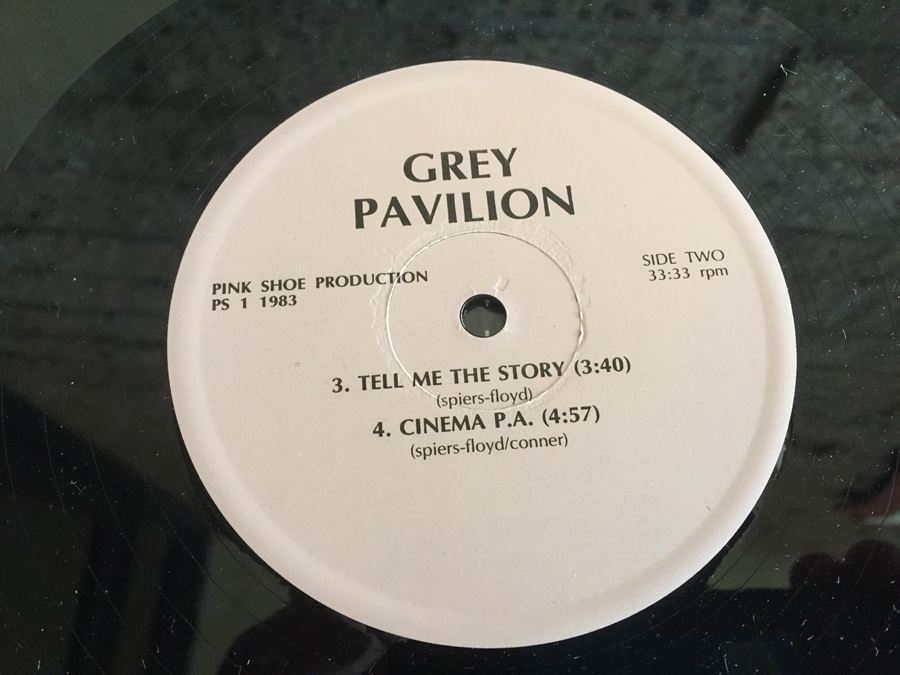 GREY
PAVILION
PINK SHOE PRODUCTION
PS 1 1983
SIDE TWO
33:33 rpm
3. TELL ME THE STORY (3:40)
(spiers-floyd)
4. CINEMA P.A. (4:57)
(spiers-floyd/conner)